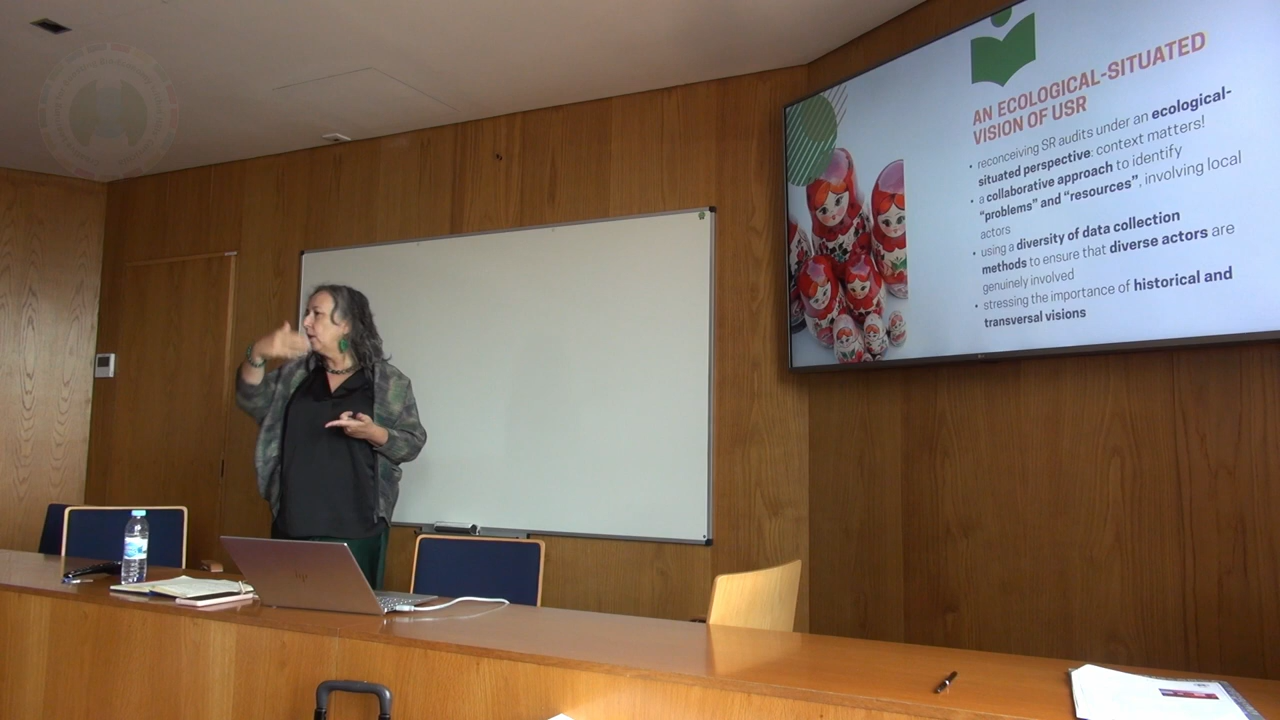 AN ECOLOGICAL-SITUATED
VISION OF USR
• reconceiving SR audits under an ecological-
situated perspective: context matters!
• a collaborative approach to identify
"problems" and "resources", involving local
actors
• using a diversity of data collection
methods to ensure that diverse actors are
genuinely involved
• stressing the importance of historical and
transversal visions
hp
LG